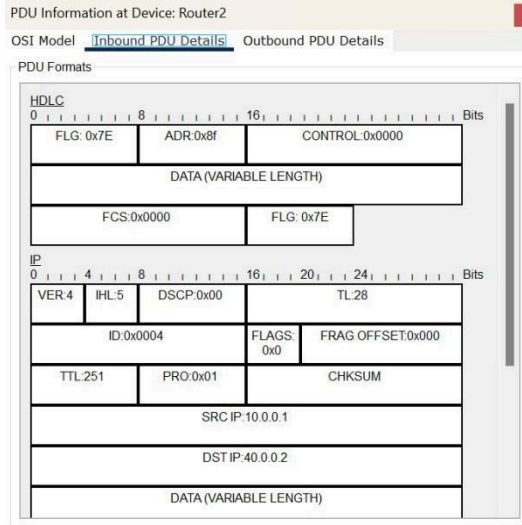 PDU Information at Device: Router2
OSI Model Inbound PDU Details Outbound PDU Details
PDU Formats
HDLC
0 8 16 Bits
FLG: 0x7E ADR:0x8f CONTROL:0x0000
DATA (VARIABLE LENGTH)
FCS:0x0000 FLG: 0x7E
IP
0 4 8 16 20 24 Bits
VER:4 IHL:5 DSCP:0x00 TL:28
ID:0x0004 FLAGS: 0x0 FRAG OFFSET:0x000
TTL:251 PRO:0x01 CHKSUM
SRC IP:10.0.0.1
DST IP:40.0.0.2
DATA (VARIABLE LENGTH)